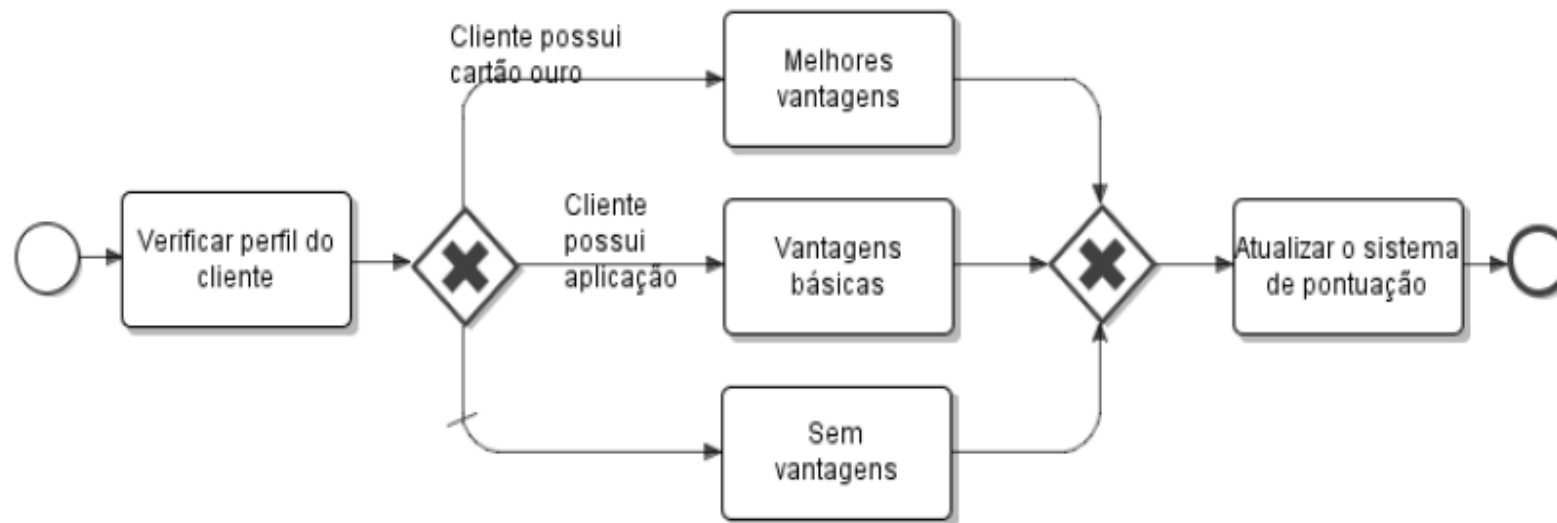 Verificar perfil do
cliente
Cliente possui
cartão ouro
Melhores
vantagens
Cliente
possui
aplicação
Vantagens
básicas
Sem
vantagens
Atualizar o sistema
de pontuação